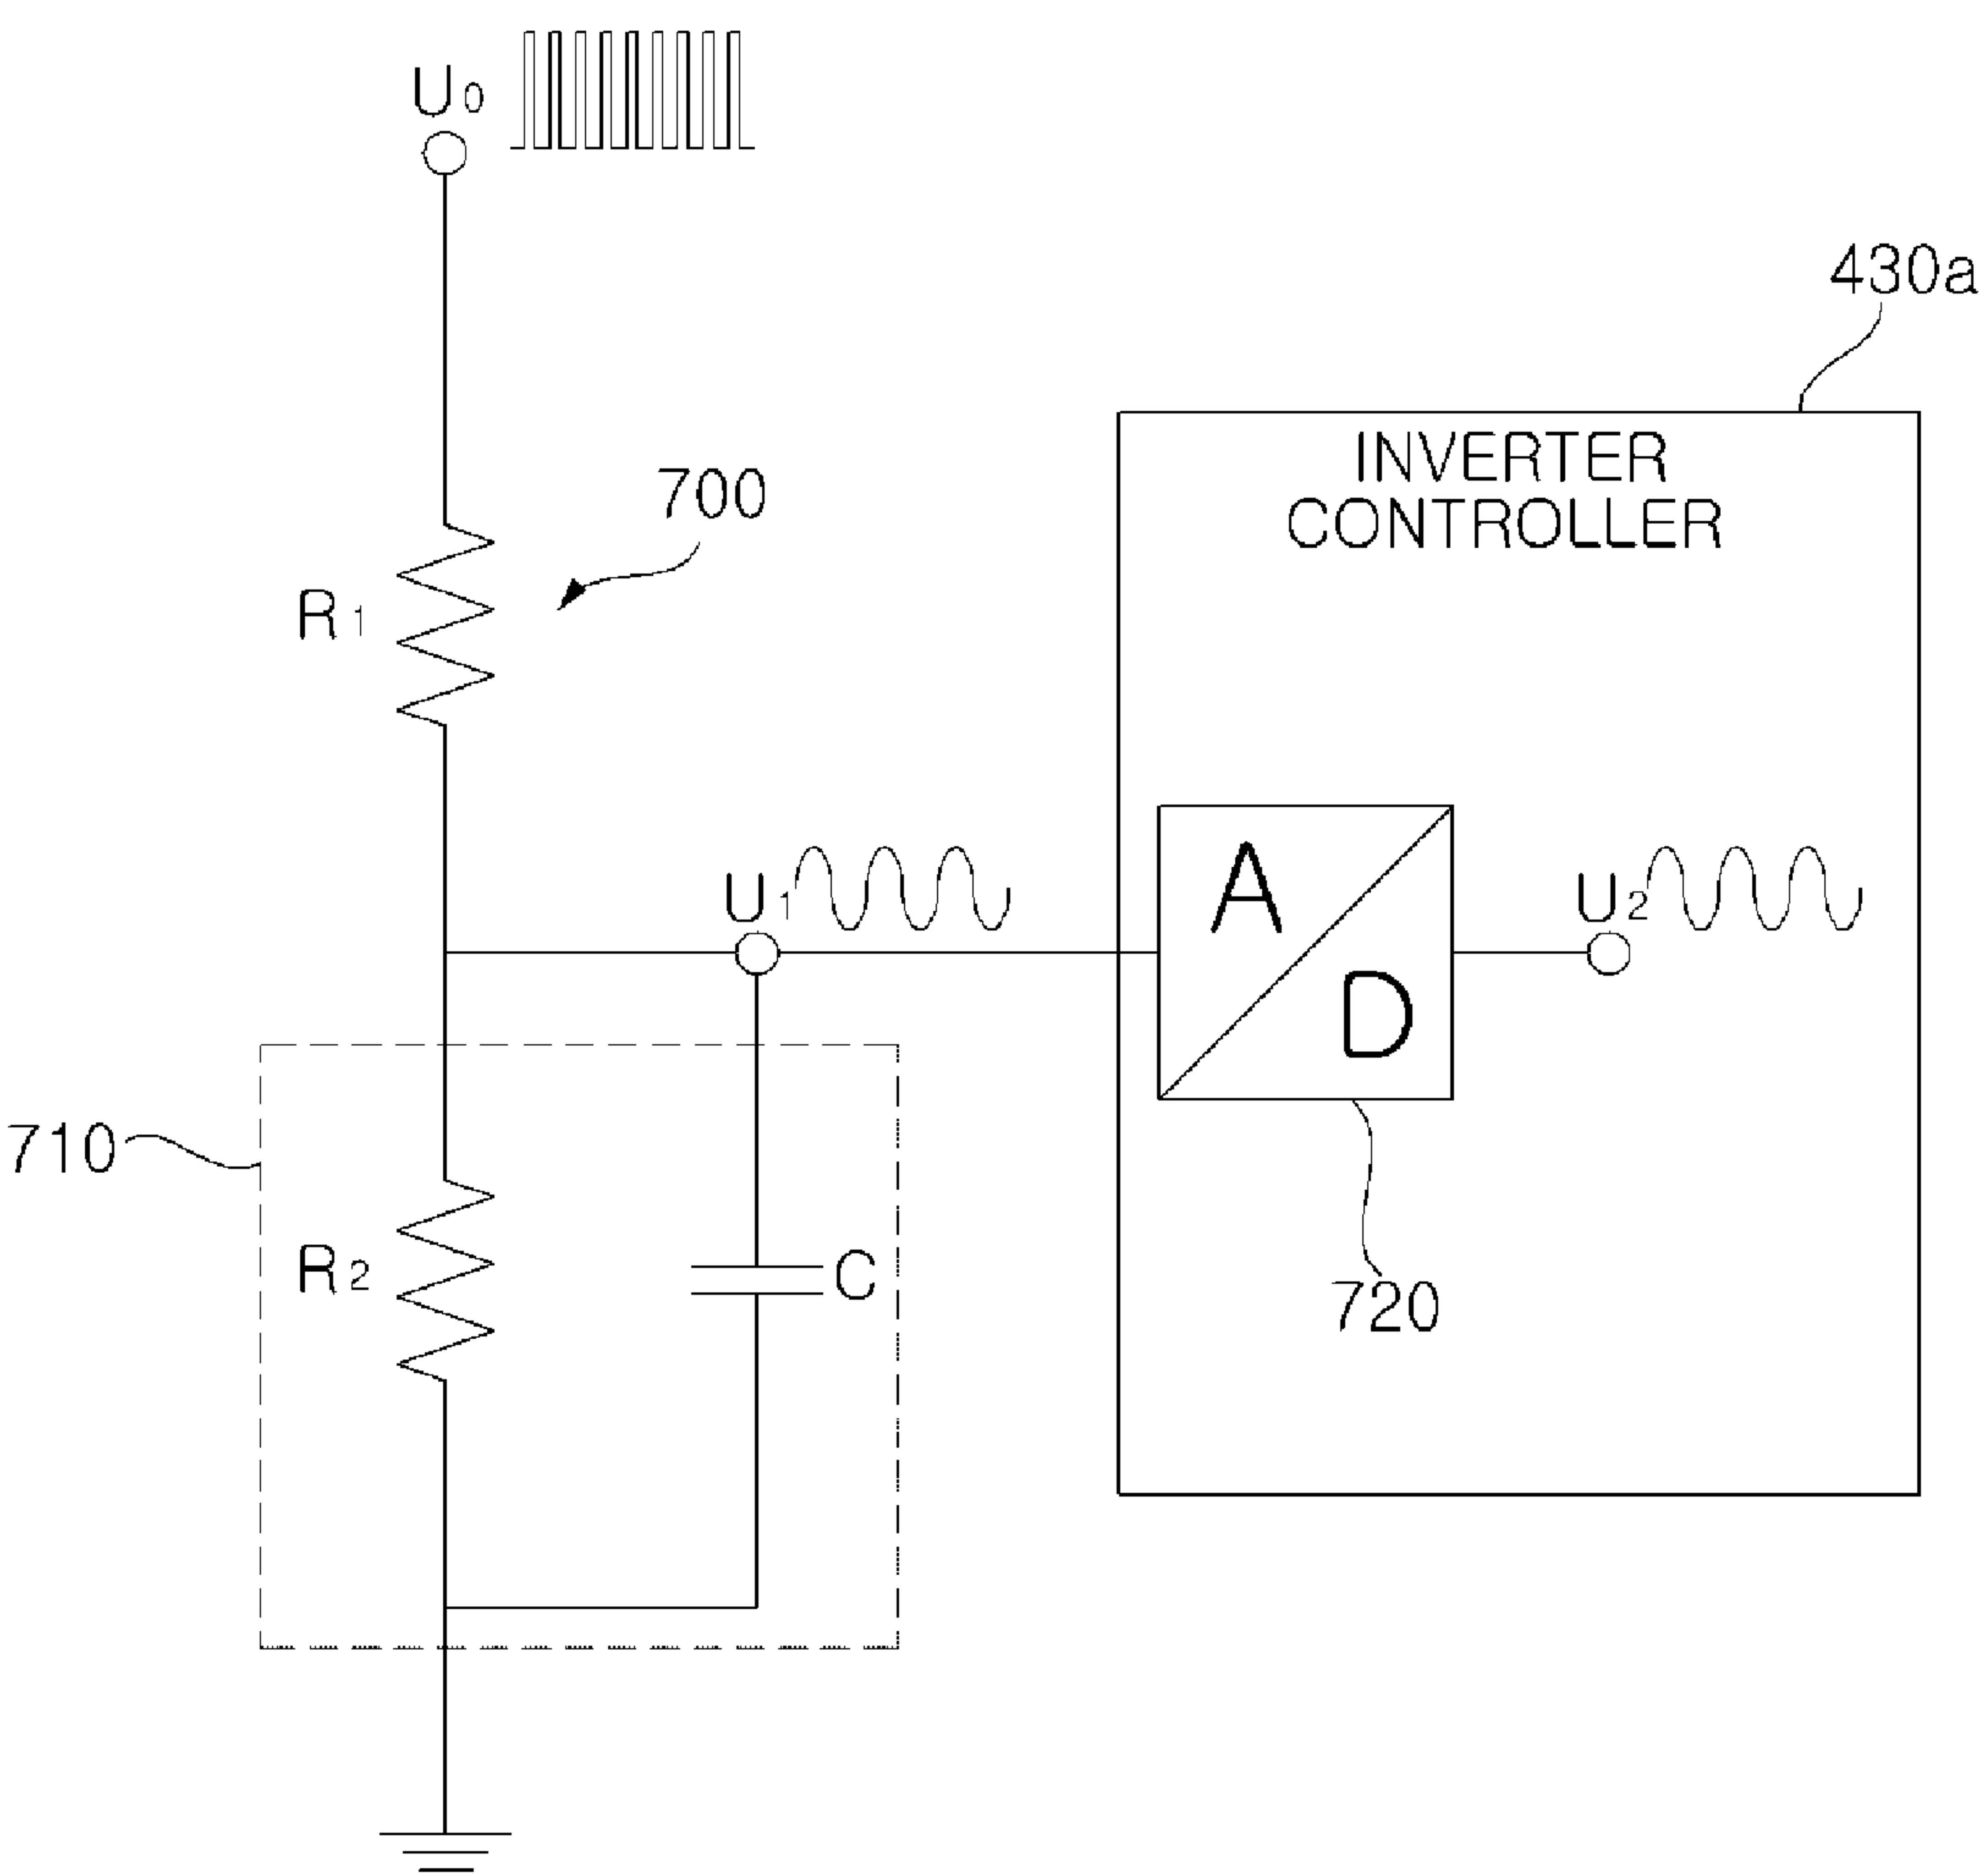 U0
430a
INVERTER
CONTROLLER
700
R1
A
U1
U2
D
710
R2
C
720